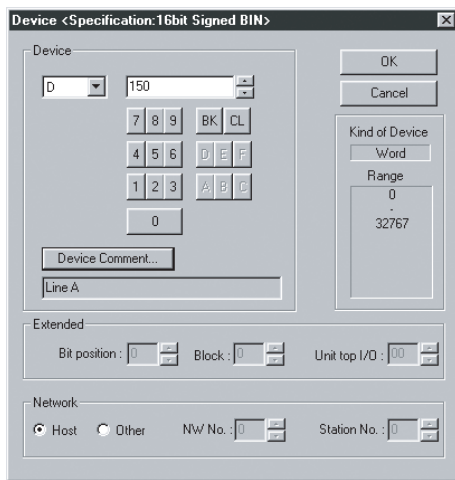 Device <Specification:16bit Signed BIN>
Device
D 150
OK
Cancel
7 8 9 BK CL
4 5 6 D E F
1 2 3 A B C
0
Kind of Device
Word
Range
0
-
32767
Device Comment...
Line A
Extended
Bit position : 0 Block : 0 Unit top I/O : 00
Network
Host Other NW No. : 0 Station No. : 0